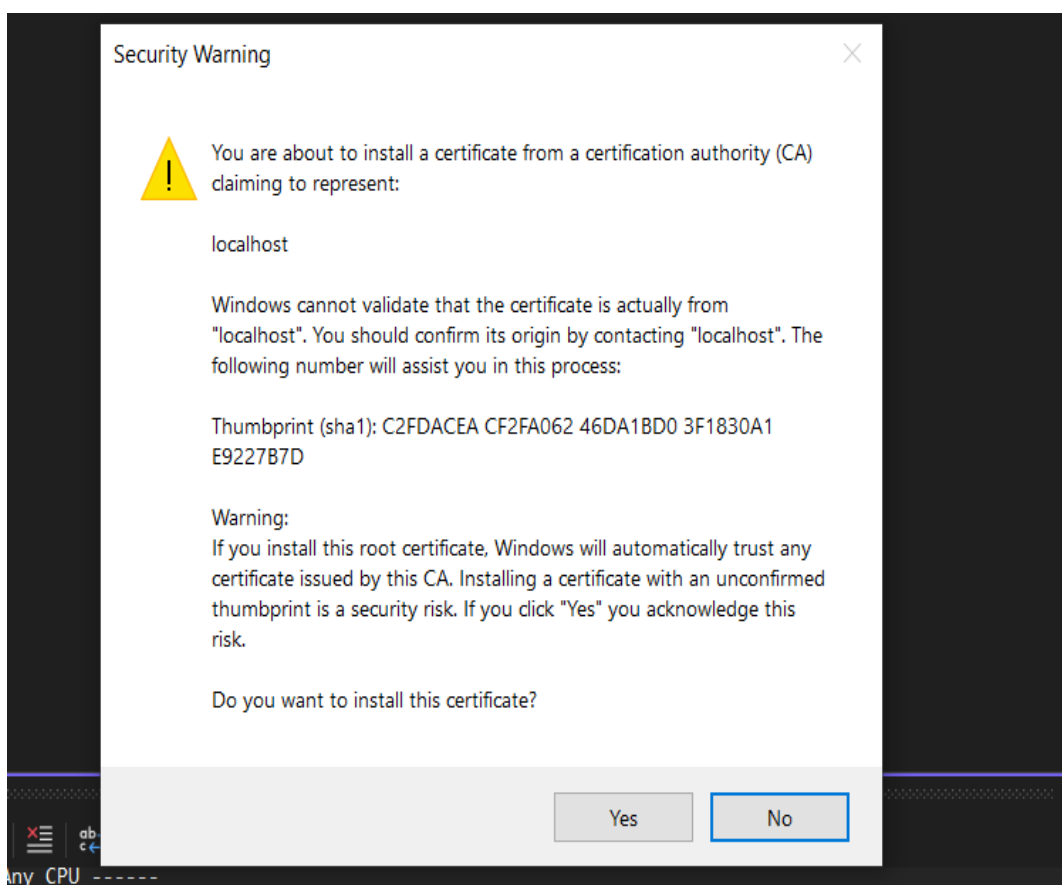 Security Warning
You are about to install a certificate from a certification authority (CA)
claiming to represent:
localhost
Windows cannot validate that the certificate is actually from
"localhost". You should confirm its origin by contacting "localhost". The
following number will assist you in this process:
Thumbprint (sha1): C2FDACEA CF2FA062 46DA1BD0 3F1830A1
E9227B7D
Warning:
If you install this root certificate, Windows will automatically trust any
certificate issued by this CA. Installing a certificate with an unconfirmed
thumbprint is a security risk. If you click "Yes" you acknowledge this
risk.
Do you want to install this certificate?
Yes No
ab
c
Any CPU ------